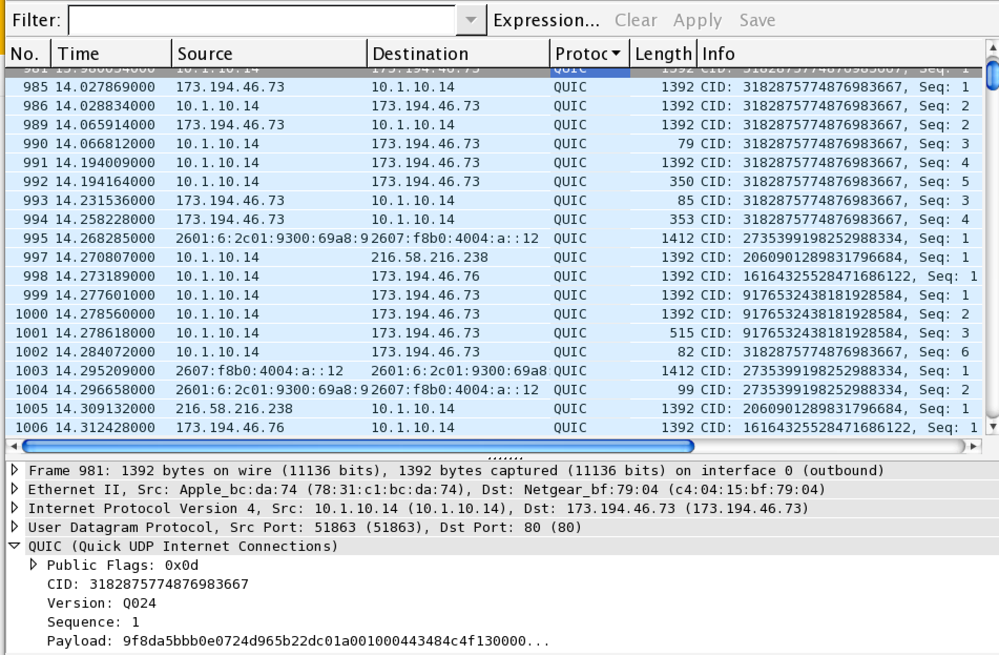 Filter: Expression... Clear Apply Save
No. Time Source Destination Protoc Length Info
981 13.980054000 10.1.10.14 173.194.46.73 QUIC 1392 CID: 3182875774876983667, Seq: 1
985 14.027869000 173.194.46.73 10.1.10.14 QUIC 1392 CID: 3182875774876983667, Seq: 1
986 14.028834000 10.1.10.14 173.194.46.73 QUIC 1392 CID: 3182875774876983667, Seq: 2
989 14.065914000 173.194.46.73 10.1.10.14 QUIC 1392 CID: 3182875774876983667, Seq: 2
990 14.066812000 10.1.10.14 173.194.46.73 QUIC 79 CID: 3182875774876983667, Seq: 3
991 14.194009000 10.1.10.14 173.194.46.73 QUIC 1392 CID: 3182875774876983667, Seq: 4
992 14.194164000 10.1.10.14 173.194.46.73 QUIC 350 CID: 3182875774876983667, Seq: 5
993 14.231536000 173.194.46.73 10.1.10.14 QUIC 85 CID: 3182875774876983667, Seq: 3
994 14.258228000 173.194.46.73 10.1.10.14 QUIC 353 CID: 3182875774876983667, Seq: 4
995 14.268285000 2601:6:2c01:9300:69a8:9 2607:f8b0:4004:a::12 QUIC 1412 CID: 2735399198252988334, Seq: 1
997 14.270807000 10.1.10.14 216.58.216.238 QUIC 1392 CID: 2060901289831796684, Seq: 1
998 14.273189000 10.1.10.14 173.194.46.76 QUIC 1392 CID: 16164325528471686122, Seq: 1
999 14.277601000 10.1.10.14 173.194.46.73 QUIC 1392 CID: 9176532438181928584, Seq: 1
1000 14.278560000 10.1.10.14 173.194.46.73 QUIC 1392 CID: 9176532438181928584, Seq: 2
1001 14.278618000 10.1.10.14 173.194.46.73 QUIC 515 CID: 9176532438181928584, Seq: 3
1002 14.284072000 10.1.10.14 173.194.46.73 QUIC 82 CID: 3182875774876983667, Seq: 6
1003 14.295209000 2607:f8b0:4004:a::12 2601:6:2c01:9300:69a8: QUIC 1412 CID: 2735399198252988334, Seq: 1
1004 14.296658000 2601:6:2c01:9300:69a8:9 2607:f8b0:4004:a::12 QUIC 99 CID: 2735399198252988334, Seq: 2
1005 14.309132000 216.58.216.238 10.1.10.14 QUIC 1392 CID: 2060901289831796684, Seq: 1
1006 14.312428000 173.194.46.76 10.1.10.14 QUIC 1392 CID: 16164325528471686122, Seq: 1
Frame 981: 1392 bytes on wire (11136 bits), 1392 bytes captured (11136 bits) on interface 0 (outbound)
Ethernet II, Src: Apple_bc:da:74 (78:31:c1:bc:da:74), Dst: Netgear_bf:79:04 (c4:04:15:bf:79:04)
Internet Protocol Version 4, Src: 10.1.10.14 (10.1.10.14), Dst: 173.194.46.73 (173.194.46.73)
User Datagram Protocol, Src Port: 51863 (51863), Dst Port: 80 (80)
QUIC (Quick UDP Internet Connections)
Public Flags: 0x0d
CID: 3182875774876983667
Version: Q024
Sequence: 1
Payload: 9f8da5bbb0e0724d965b22dc01a001000443484c4f130000...